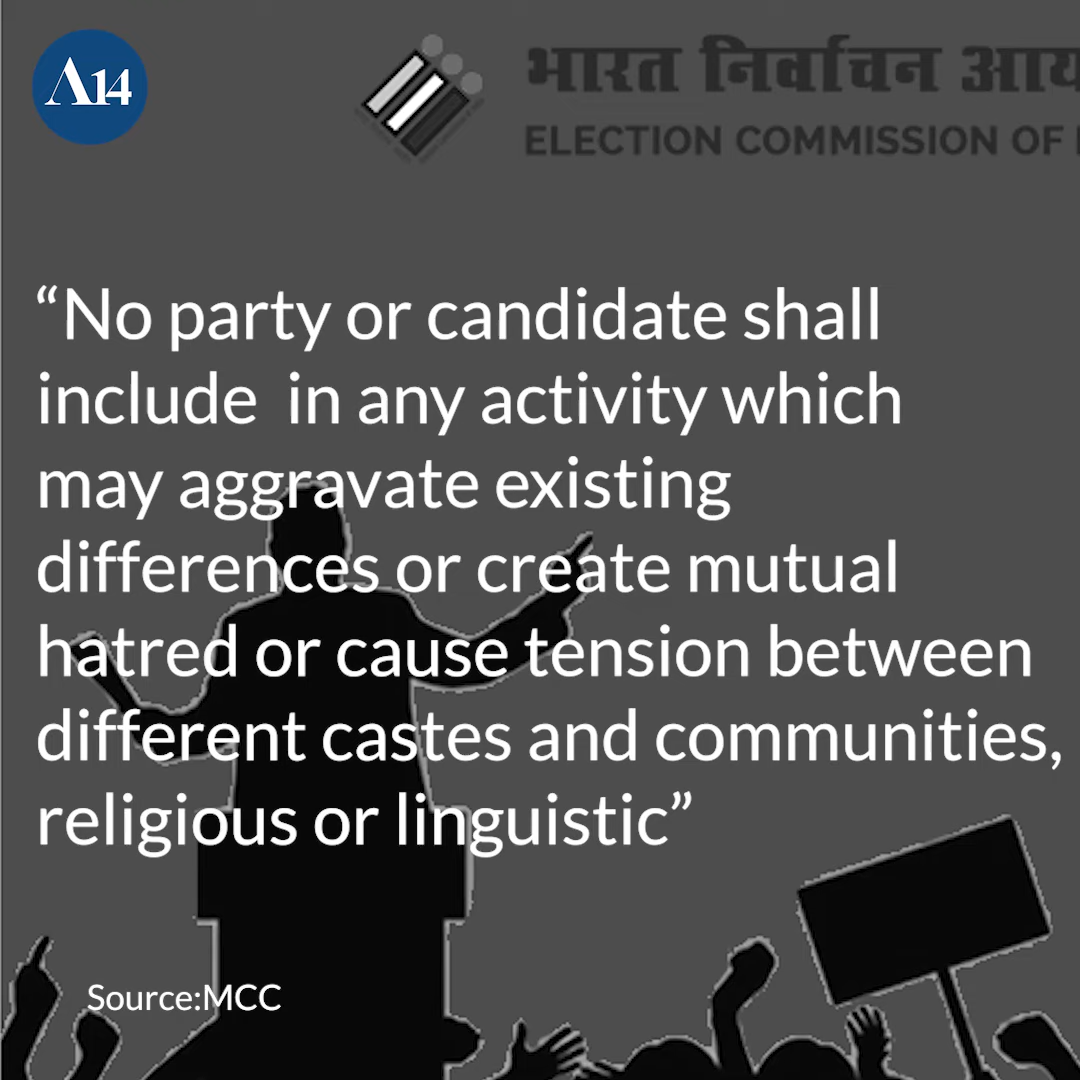 A14
भारत निर्वाचन
ELECTION COMMISSION OF
“No party or candidate shall
include in any activity which
may aggravate existing
differences or create mutual
hatred or cause tension between
different castes and communities,
religious or linguistic”
Source:MCC